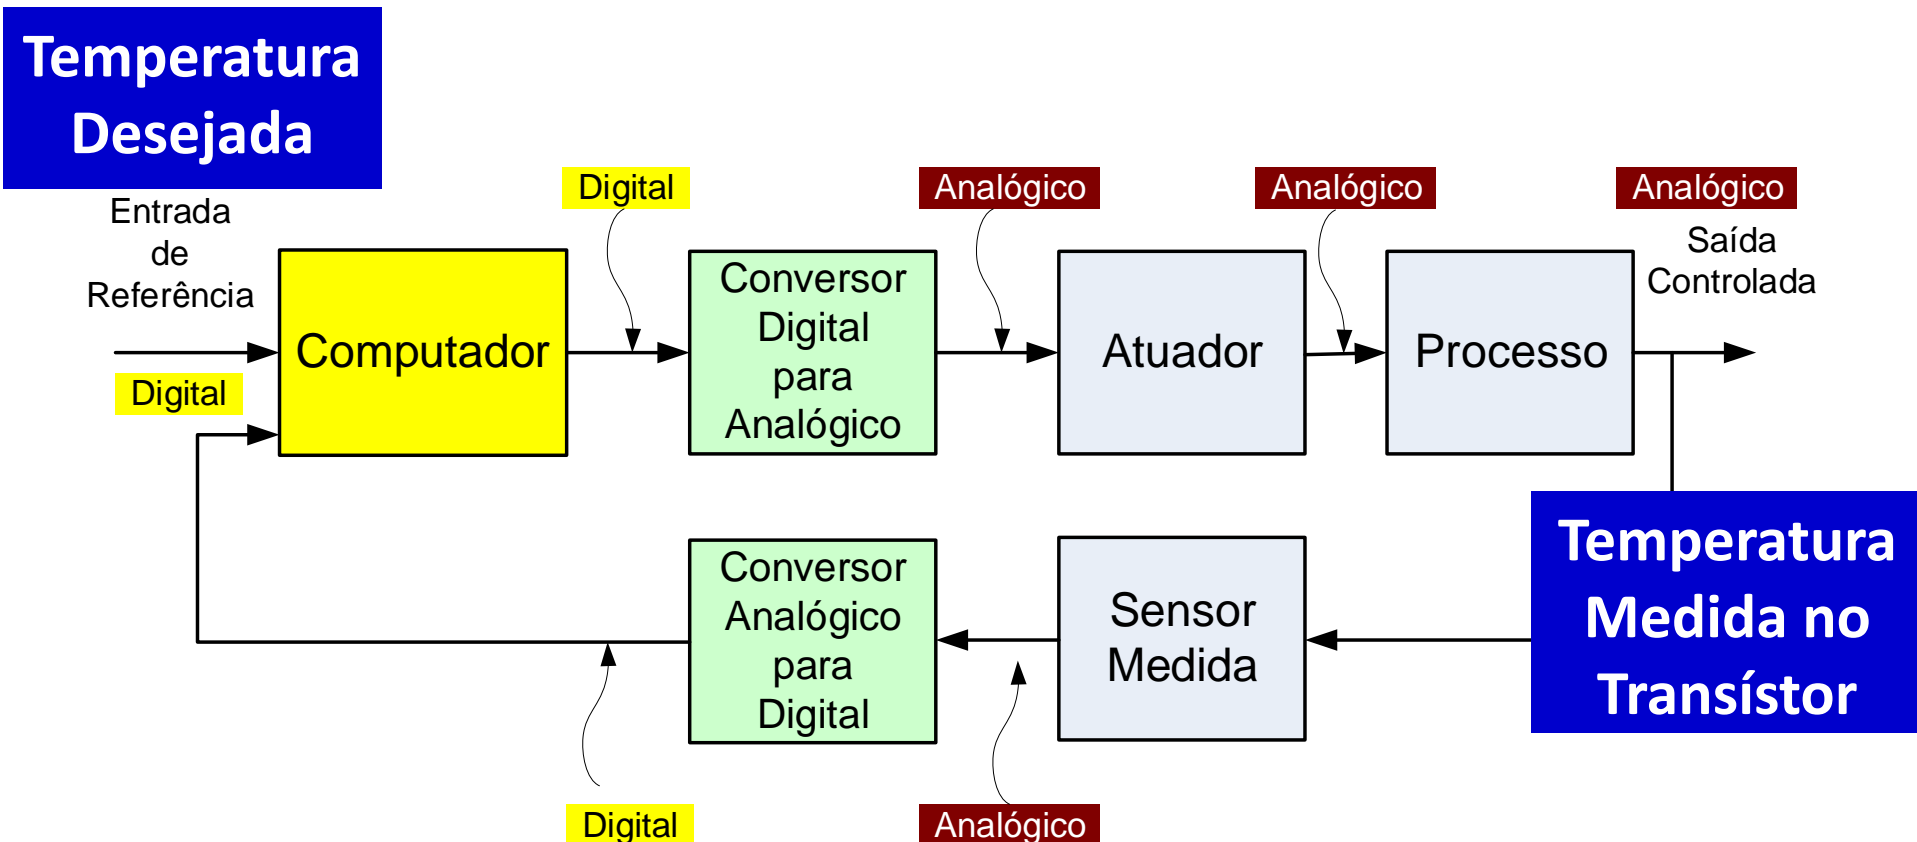 Temperatura
Desejada
Entrada
de
Referência
Digital
Computador
Digital
Conversor
Digital
para
Analógico
Analógico
Atuador
Analógico
Processo
Analógico
Saída
Controlada
Temperatura
Medida no
Transístor
Sensor
Medida
Analógico
Conversor
Analógico
para
Digital
Digital